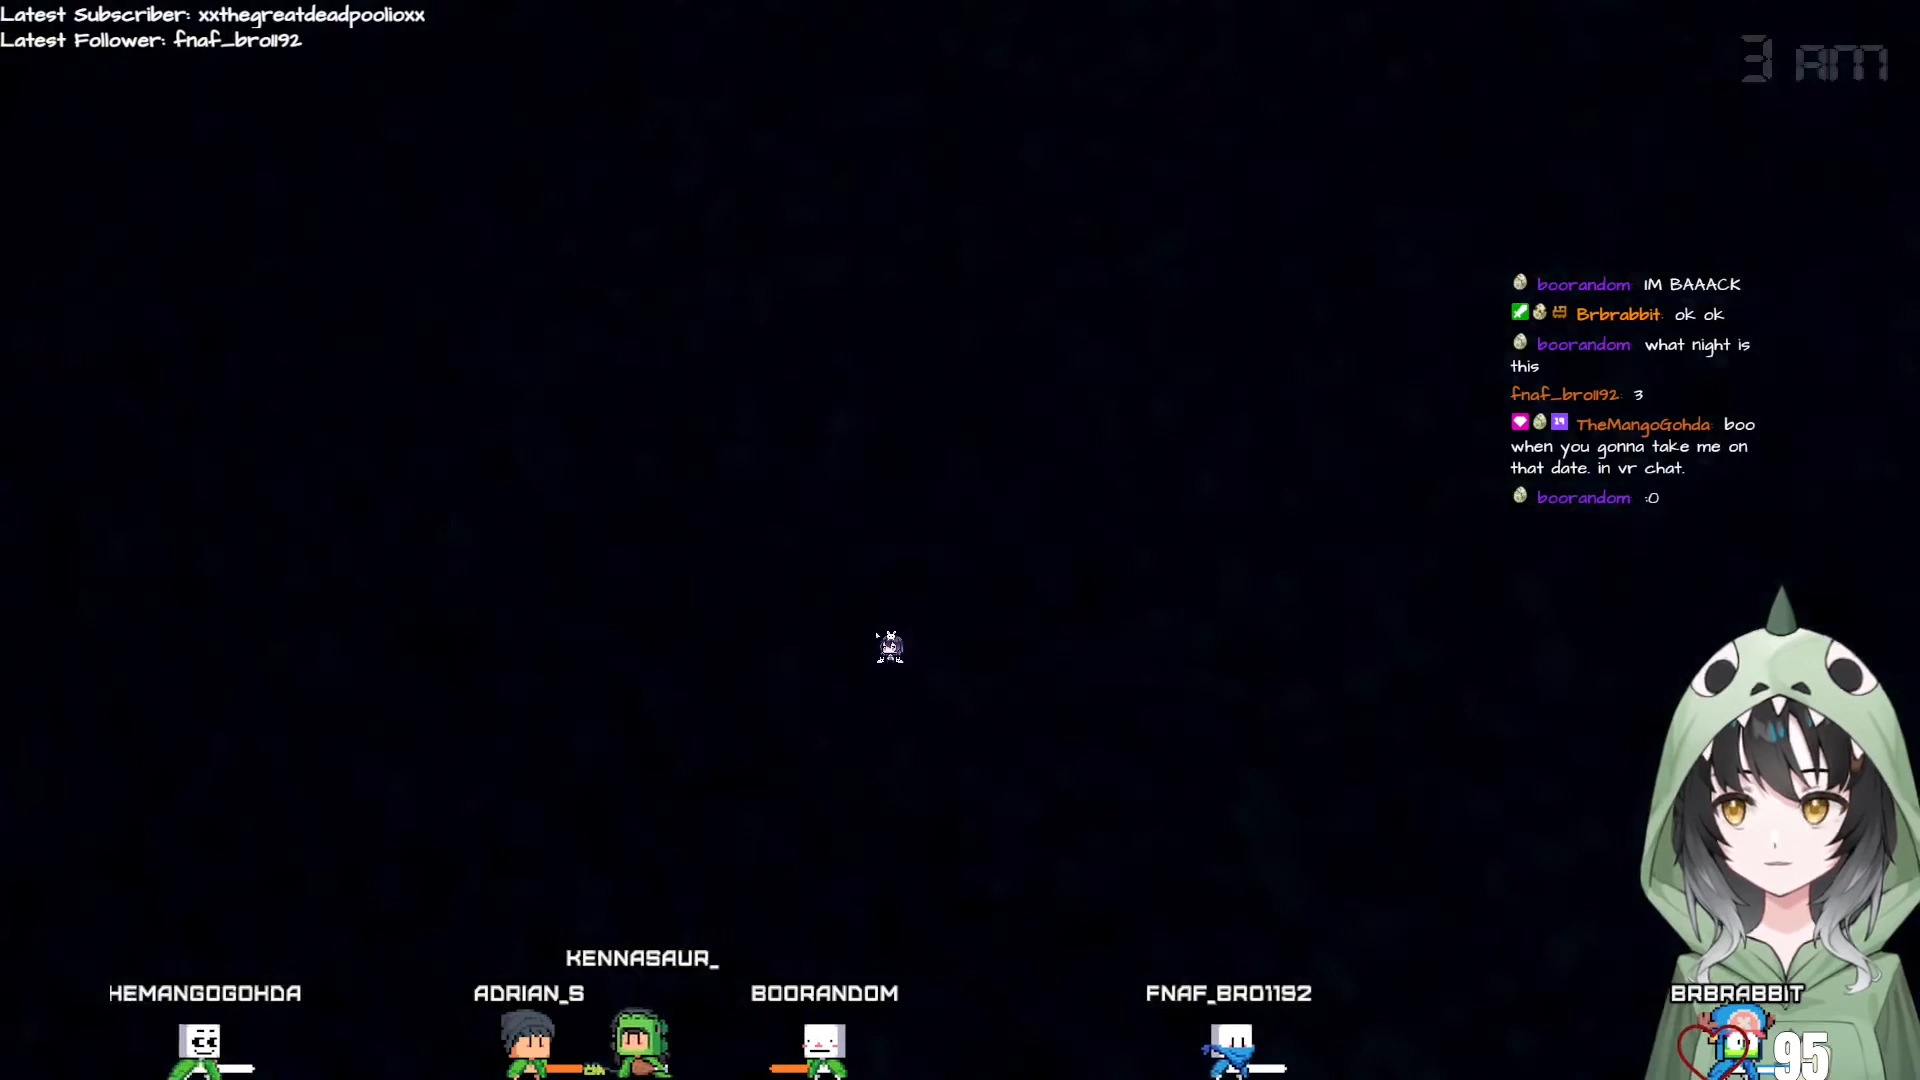 Latest Subscriber: xxthegreatdeadpoolioxx
Latest Follower: fnaf_bro1192
3 AM
boorandom: IM BAAACK
Brbrabbit: ok ok
boorandom: what night is
this
fnaf_bro1192: 3
TheMangoGohda: boo
when you gonna take me on
that date. in vr chat.
boorandom: :O
KENNASAUR_
HEMANGOGOHDA
ADRIAN_S
BOORANDOM
FNAF_BRO1192
BRBRABBIT
95